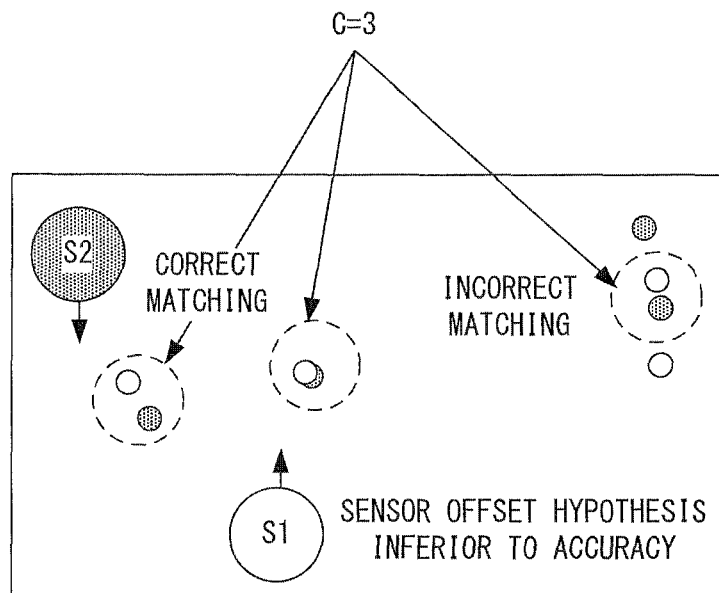 C=3
S2
CORRECT
MATCHING
INCORRECT
MATCHING
S1
SENSOR OFFSET HYPOTHESIS
INFERIOR TO ACCURACY